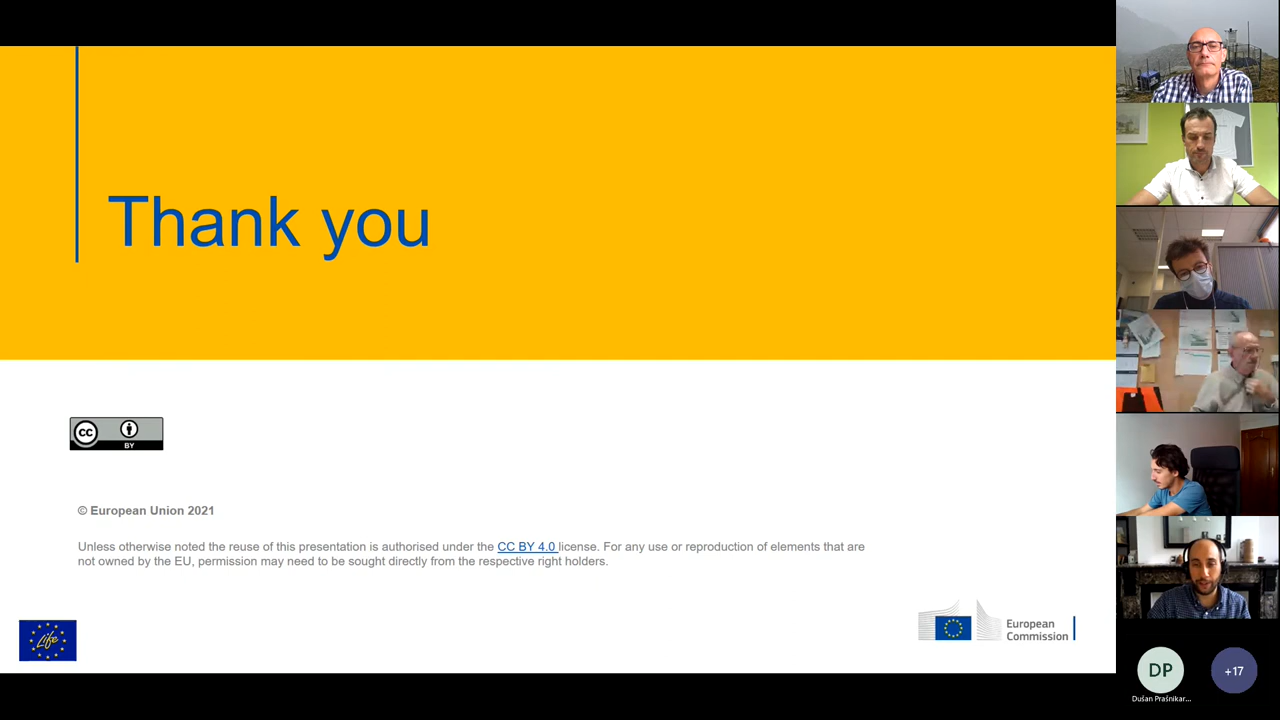 Thank you
CC
BY
© European Union 2021
Unless otherwise noted the reuse of this presentation is authorised under the CC BY 4.0 license. For any use or reproduction of elements that are
not owned by the EU, permission may need to be sought directly from the respective right holders.
Life
European
Commission
DP
Dušan Prašnikar...
+17